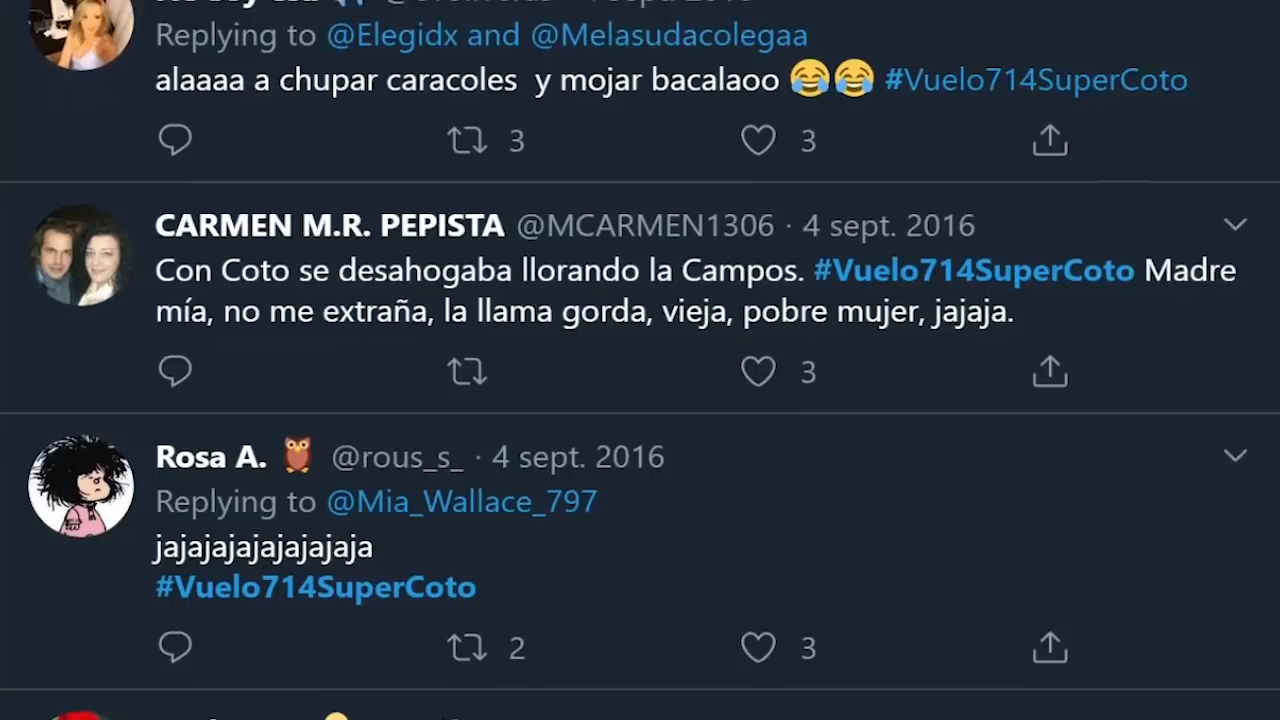 Replying to @Elegidx and @Melasudacolegaa
alaaaa a chupar caracoles y mojar bacalaoo 😂😂 #Vuelo714SuperCoto
3 3
CARMEN M.R. PEPISTA @MCARMEN1306 · 4 sept. 2016
Con Coto se desahogaba llorando la Campos. #Vuelo714SuperCoto Madre
mía, no me extraña, la llama gorda, vieja, pobre mujer, jajaja.
3
Rosa A. 🦉 @rous_s_ · 4 sept. 2016
Replying to @Mia_Wallace_797
jajajajajajajajaja
#Vuelo714SuperCoto
2 3